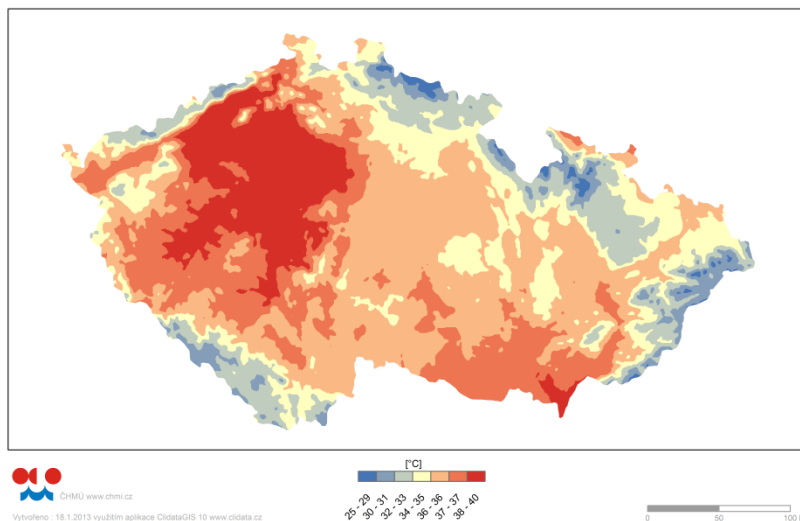 [°C]
25 - 29
30 - 31
32 - 33
34 - 35
36 - 36
37 - 37
38 - 40
ČHMÚ www.chmi.cz
Vytvořeno : 18.1.2013 využitím aplikace ClidataGIS 10 www.clidata.cz
0 50 100